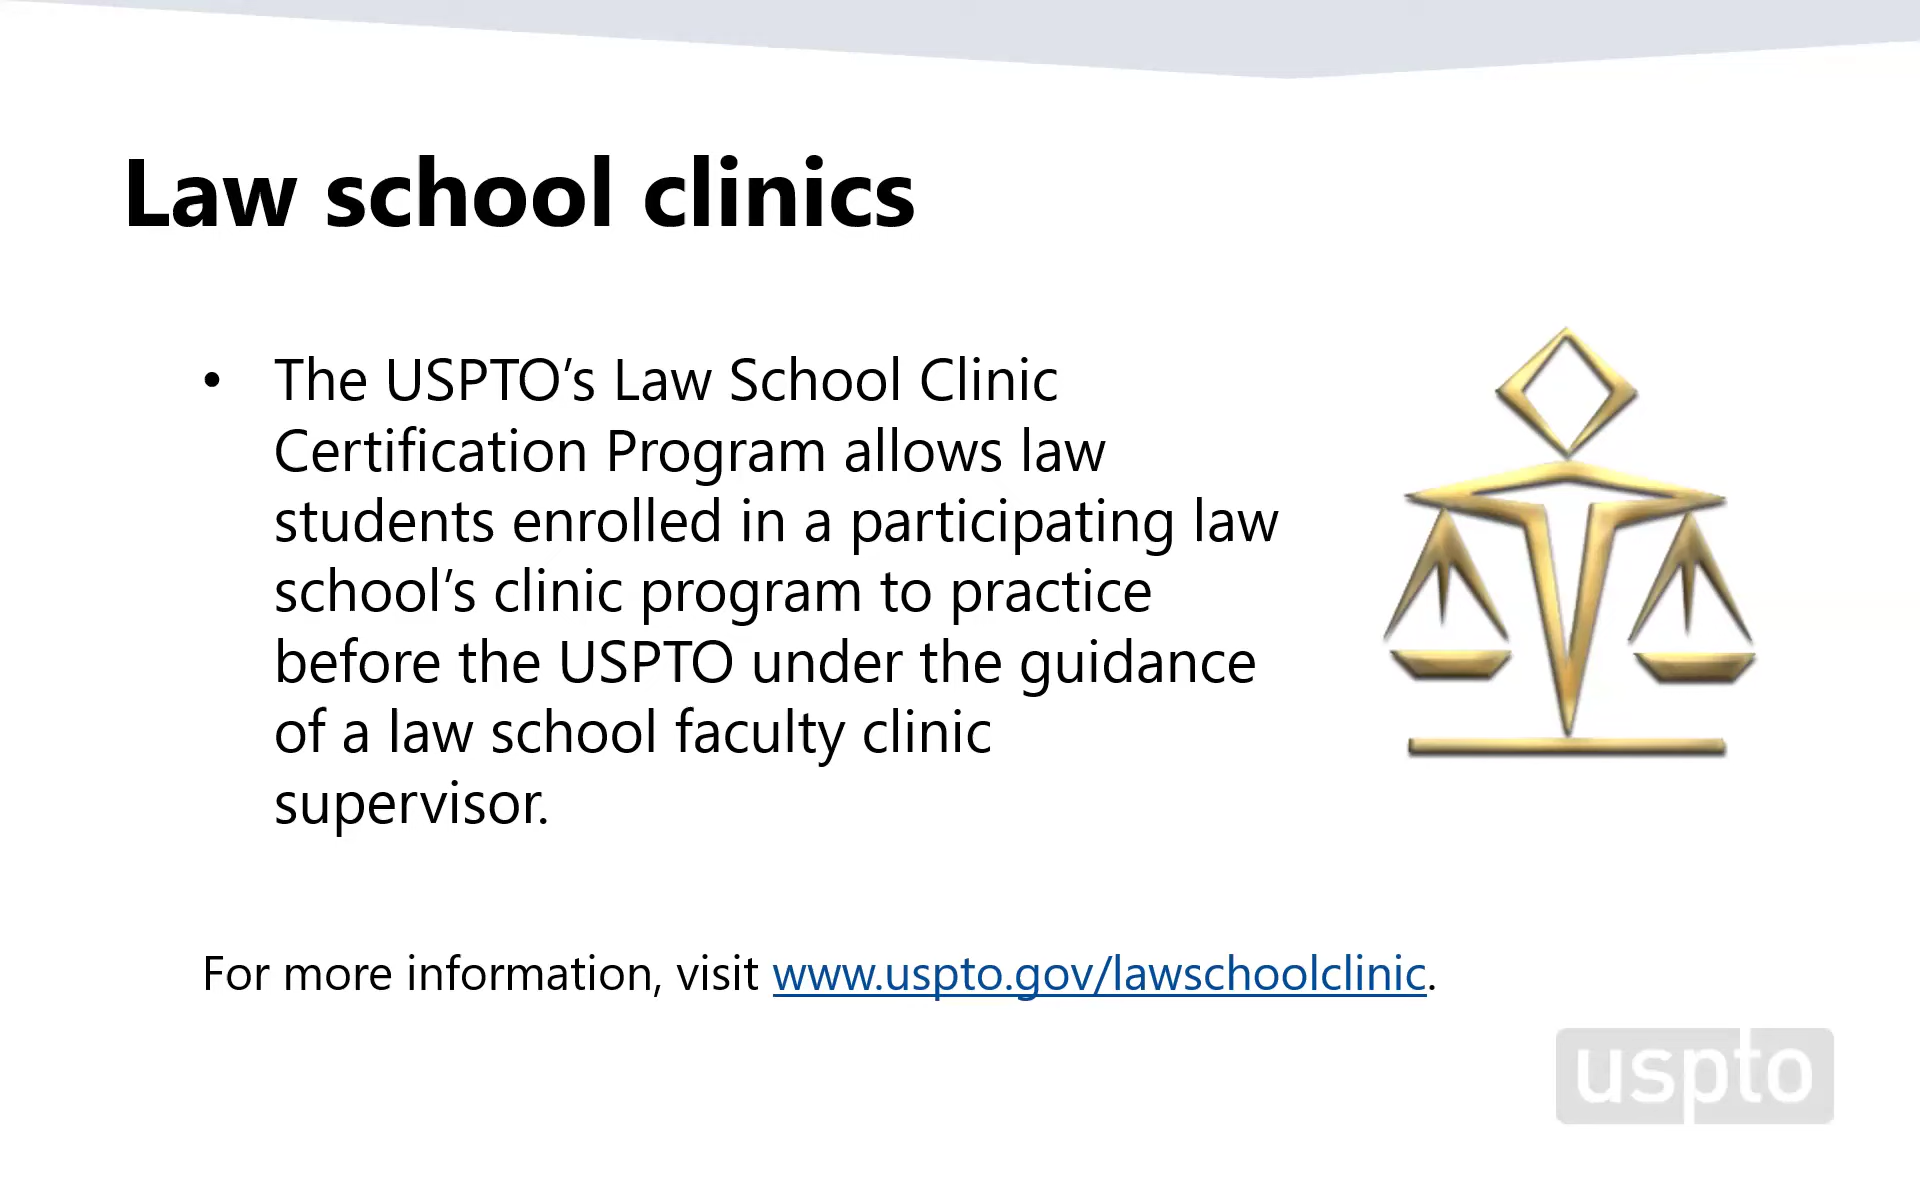 Law school clinics
• The USPTO’s Law School Clinic
Certification Program allows law
students enrolled in a participating law
school’s clinic program to practice
before the USPTO under the guidance
of a law school faculty clinic
supervisor.
For more information, visit www.uspto.gov/lawschoolclinic.
uspto